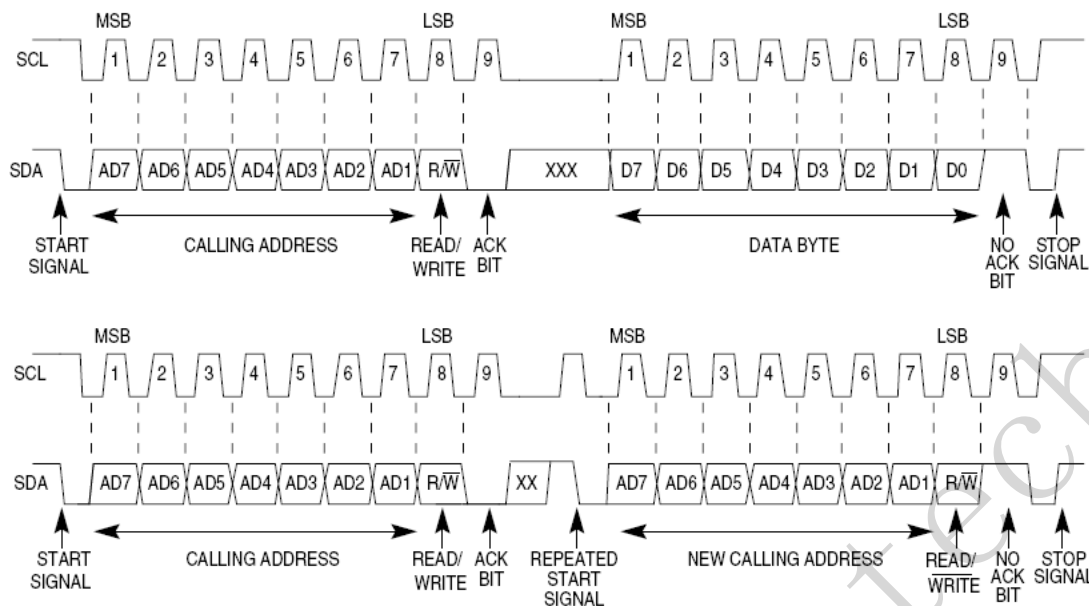 MSB LSB MSB LSB
SCL 1 2 3 4 5 6 7 8 9 1 2 3 4 5 6 7 8 9
SDA AD7 AD6 AD5 AD4 AD3 AD2 AD1 R/W̅ XXX D7 D6 D5 D4 D3 D2 D1 D0
START SIGNAL
CALLING ADDRESS
READ/
WRITE
ACK
BIT
DATA BYTE
NO
ACK
BIT
STOP
SIGNAL
MSB LSB MSB LSB
SCL 1 2 3 4 5 6 7 8 9 1 2 3 4 5 6 7 8 9
SDA AD7 AD6 AD5 AD4 AD3 AD2 AD1 R/W̅ XX AD7 AD6 AD5 AD4 AD3 AD2 AD1 R/W̅
START
SIGNAL
CALLING ADDRESS
READ/
WRITE
ACK
BIT
REPEATED
START
SIGNAL
NEW CALLING ADDRESS
READ/
W̅R̅I̅T̅E̅
NO
ACK
BIT
STOP
SIGNAL
tech